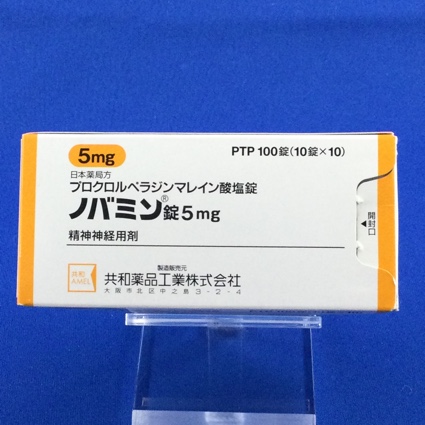 5mg
PTP 100錠(10錠×10)
日本薬局方
プロクロルペラジンマレイン酸塩錠
ノバミン®錠5mg
精神神経用剤
◀開封口
製造販売元
共和
AMEL
共和薬品工業株式会社
大阪市北区中之島3-2-4